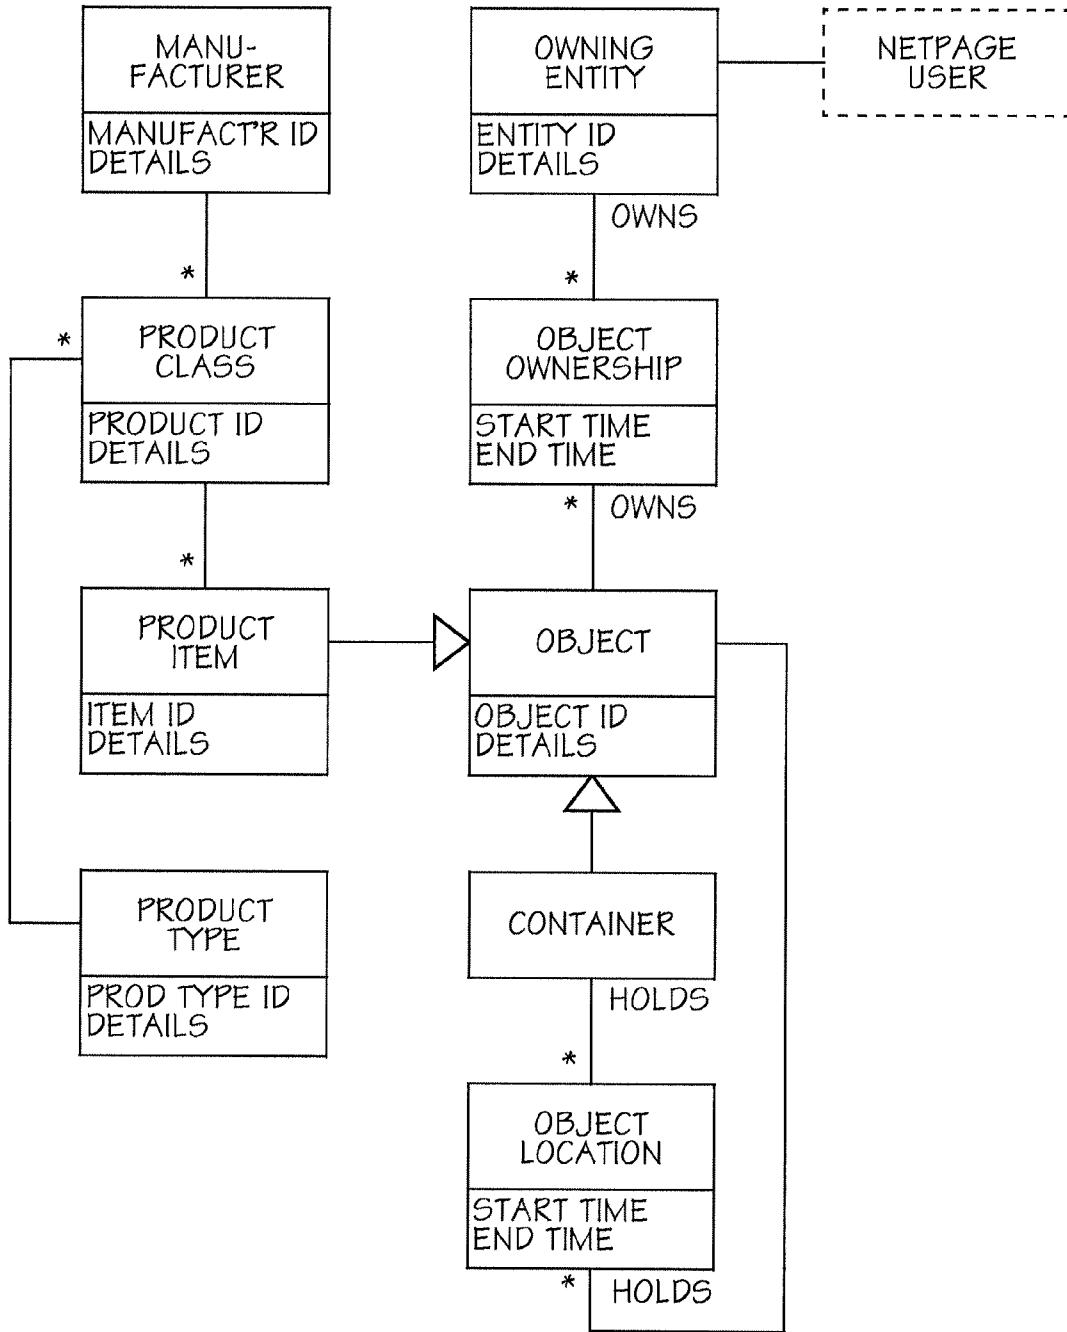 MANU-
FACTURER
MANUFACT'R ID
DETAILS
OWNING
ENTITY
ENTITY ID
DETAILS
NETPAGE
USER
OWNS
*
*
*
PRODUCT
CLASS
PRODUCT ID
DETAILS
OBJECT
OWNERSHIP
START TIME
END TIME
* OWNS
*
PRODUCT
ITEM
ITEM ID
DETAILS
OBJECT
OBJECT ID
DETAILS
PRODUCT
TYPE
PROD TYPE ID
DETAILS
CONTAINER
HOLDS
*
OBJECT
LOCATION
START TIME
END TIME
* HOLDS